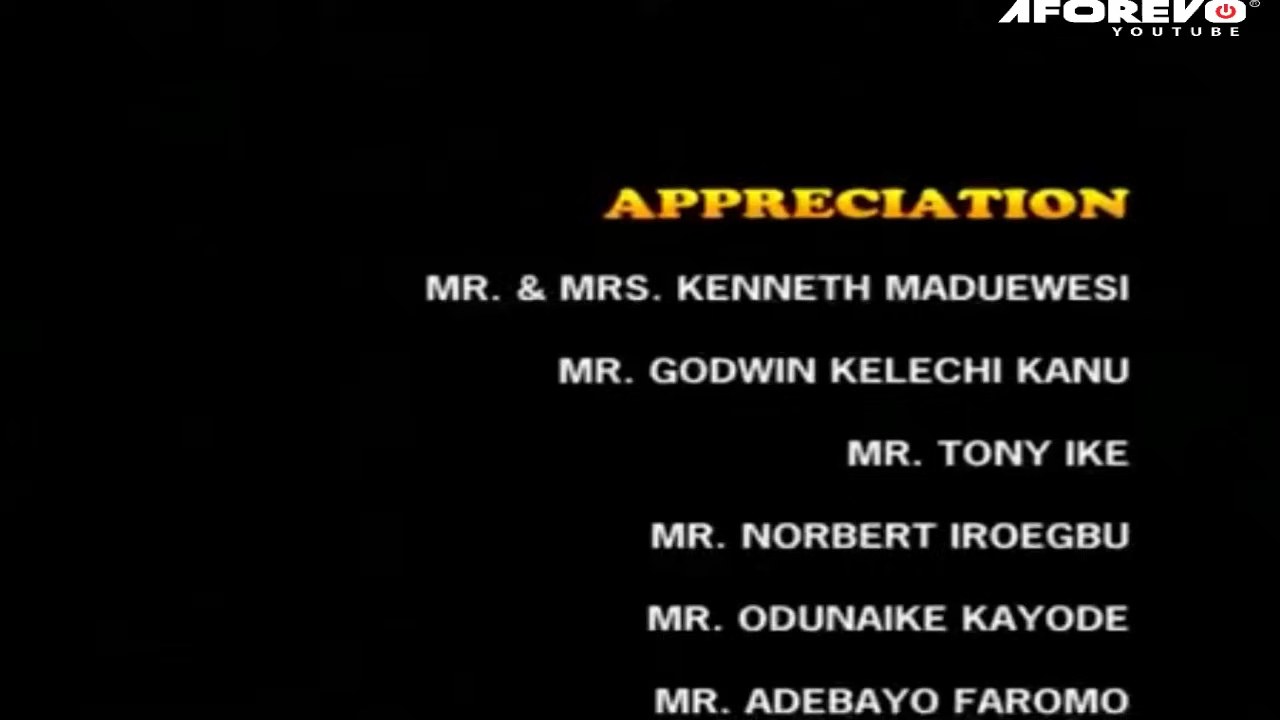 AFOREVO®
YOUTUBE
APPRECIATION
MR. & MRS. KENNETH MADUEWESI
MR. GODWIN KELECHI KANU
MR. TONY IKE
MR. NORBERT IROEGBU
MR. ODUNAIKE KAYODE
MR. ADEBAYO FAROMO